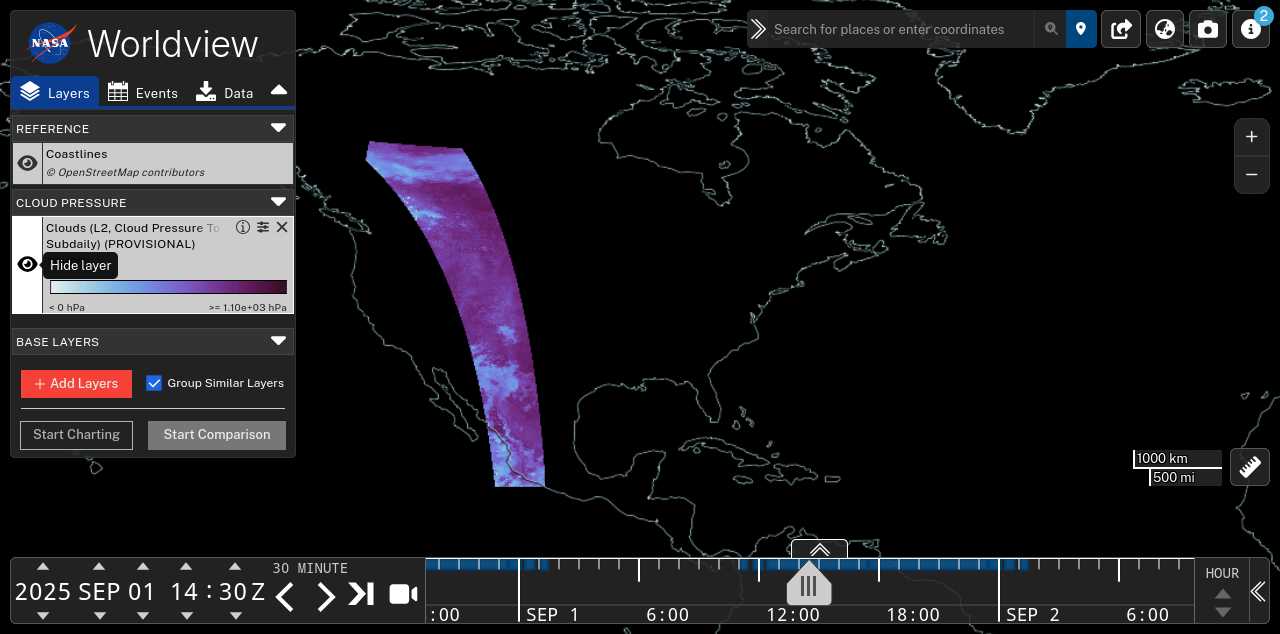 NASA
Worldview
Search for places or enter coordinates
2
Layers
Events
Data
REFERENCE
Coastlines
© OpenStreetMap contributors
CLOUD PRESSURE
Clouds (L2, Cloud Pressure To
Subdaily) (PROVISIONAL)
Hide layer
< 0 hPa
>= 1.10e+03 hPa
BASE LAYERS
+ Add Layers
Group Similar Layers
Start Charting
Start Comparison
1000 km
500 mi
2025 SEP 01 14 : 30 Z
30 MINUTE
:00
SEP 1
6:00
12:00
18:00
SEP 2
6:00
HOUR